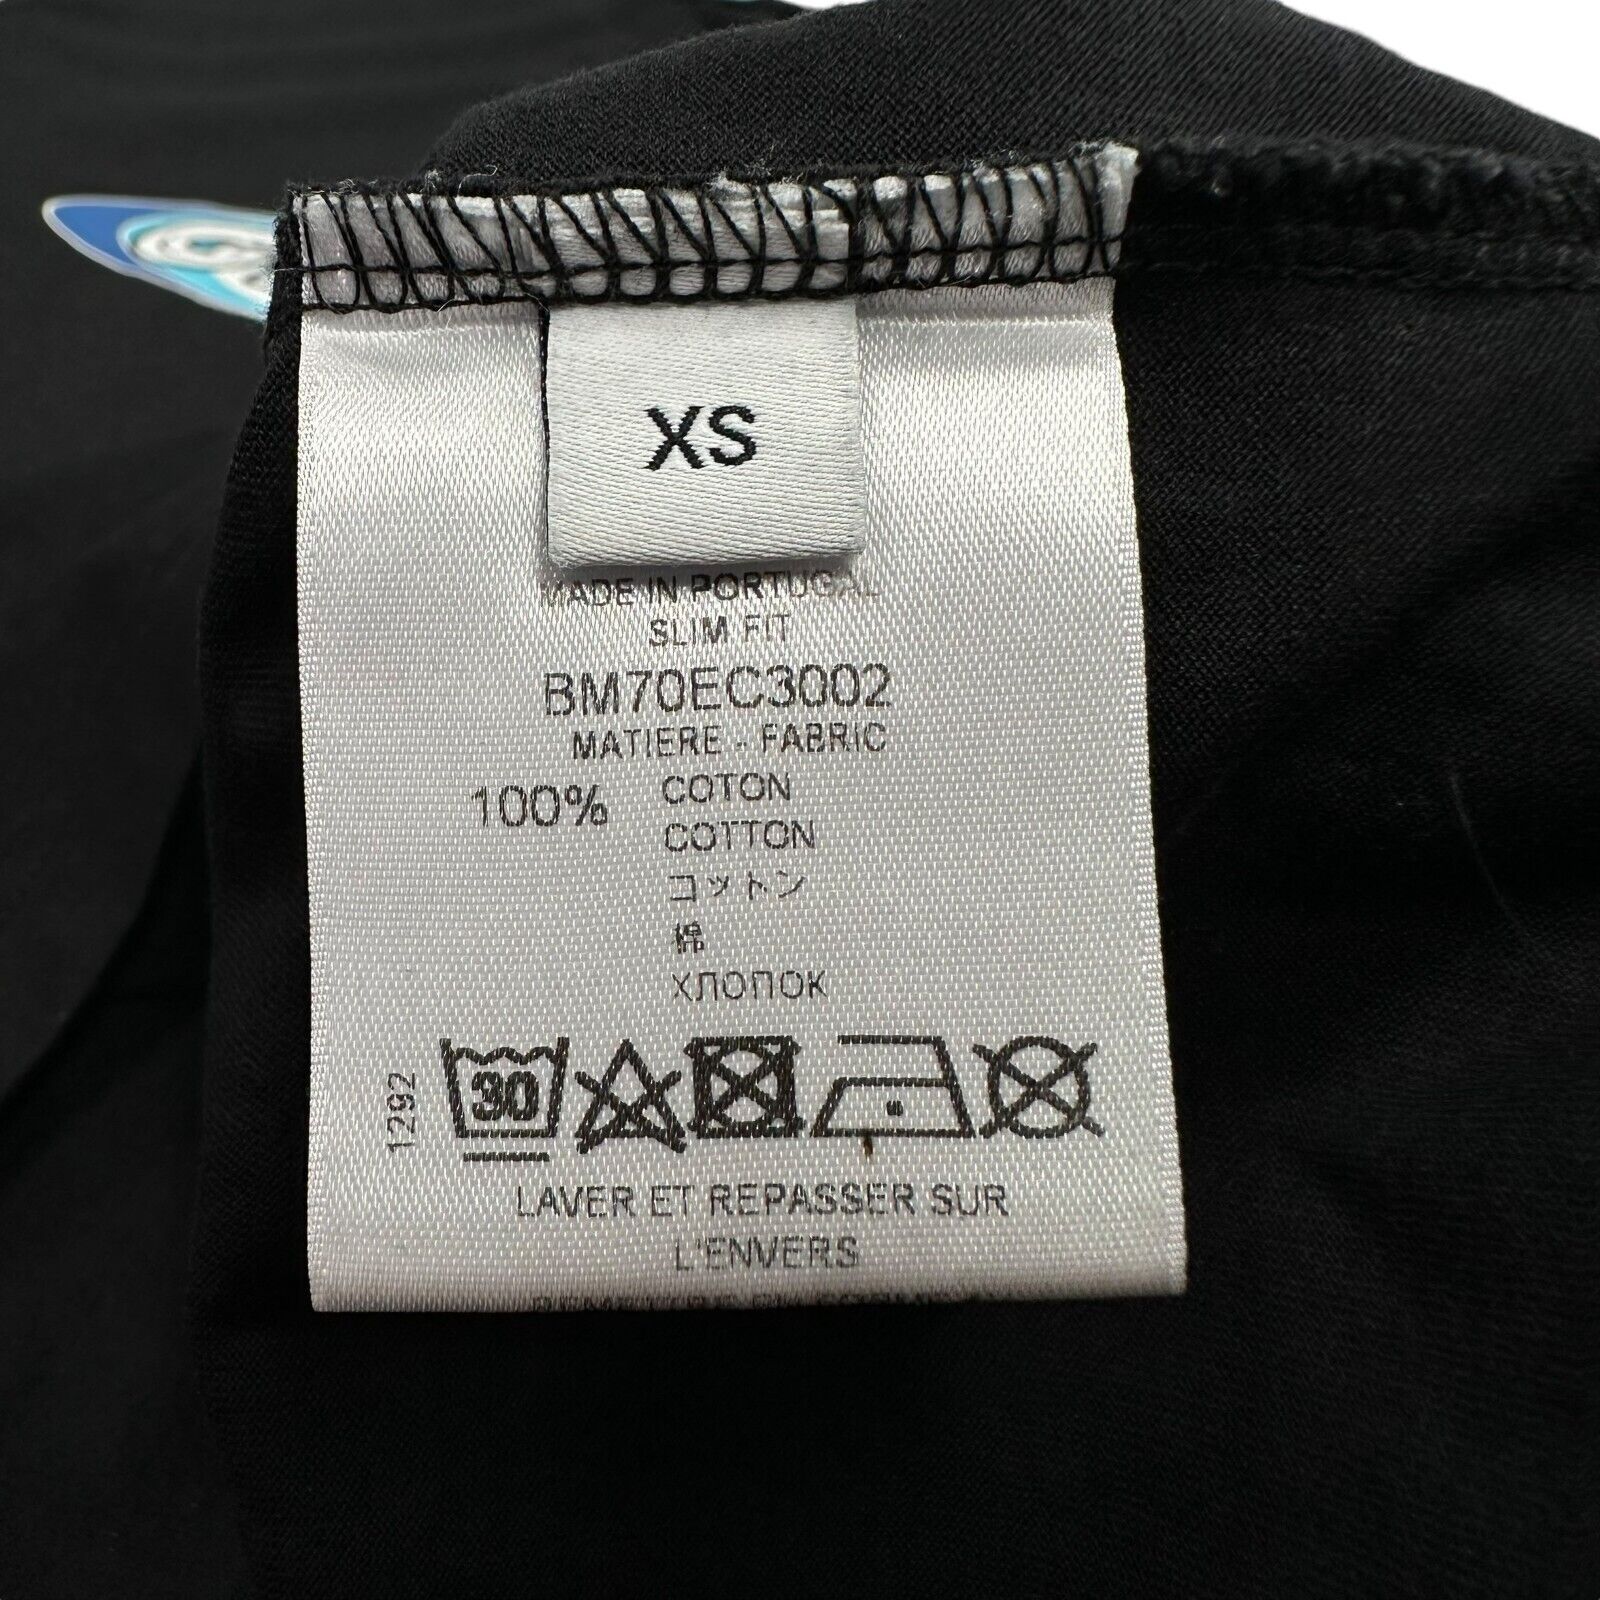 XS
MADE IN PORTUGAL
SLIM FIT
BM70EC3002
MATIERE - FABRIC
100% COTON
COTTON
コットン
棉
ХЛОПОК
1292
30
LAVER ET REPASSER SUR
L'ENVERS